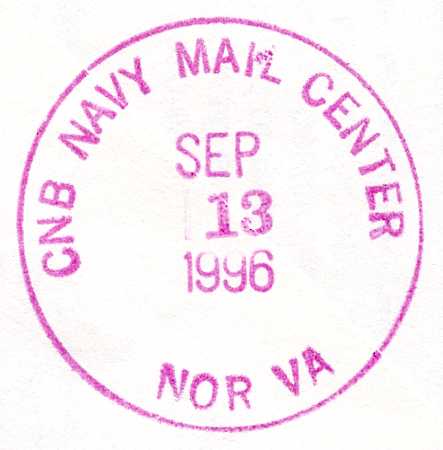 CNB NAVY MAIL CENTER
SEP
13
1996
NOR VA